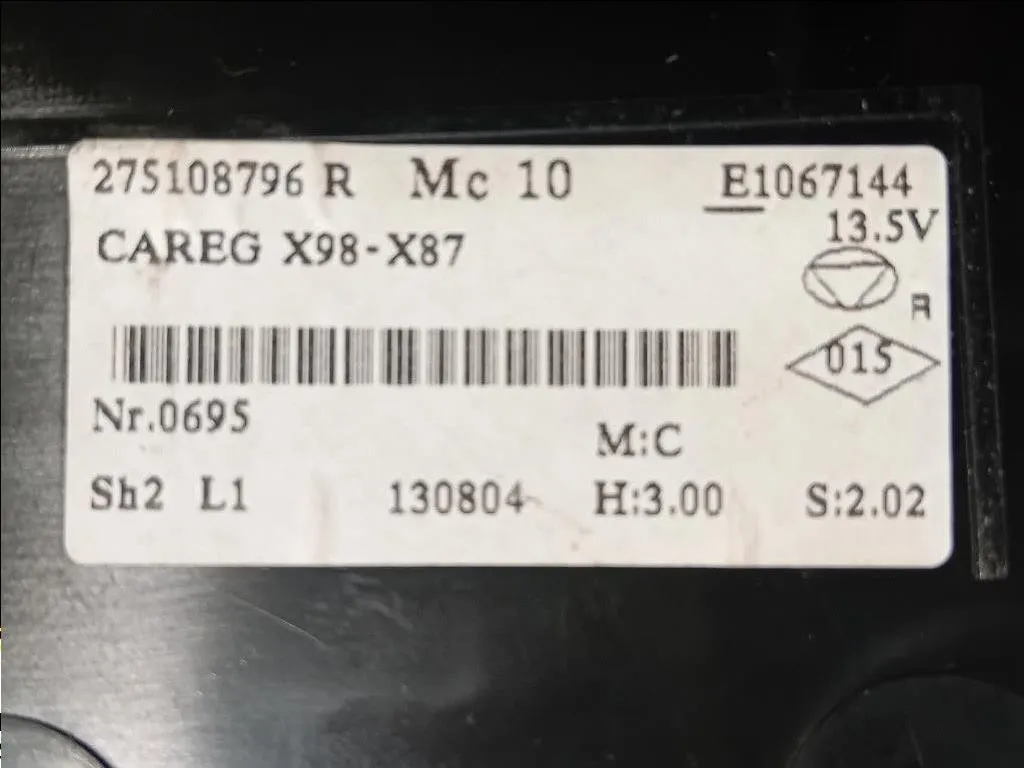 275108796 R Mc 10 E1067144
13.5V
CAREG X98-X87
R
015
Nr.0695
M:C
Sh2 L1 130804 H:3.00 S:2.02